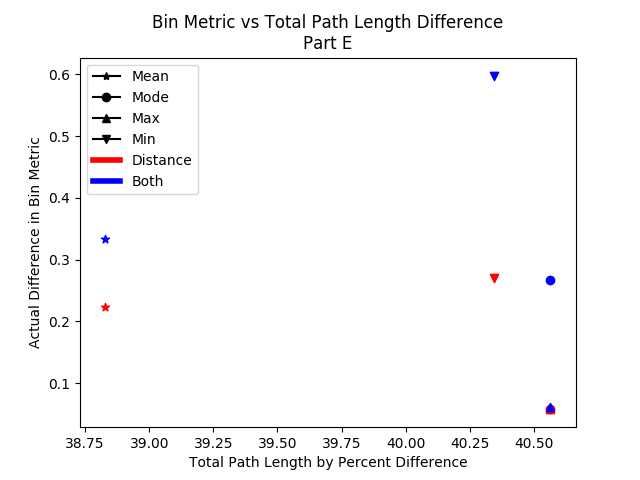 Bin Metric vs Total Path Length Difference
Part E
Mean
Mode
Max
Min
Distance
Both
Actual Difference in Bin Metric
0.6
0.5
0.4
0.3
0.2
0.1
38.75 39.00 39.25 39.50 39.75 40.00 40.25 40.50
Total Path Length by Percent Difference